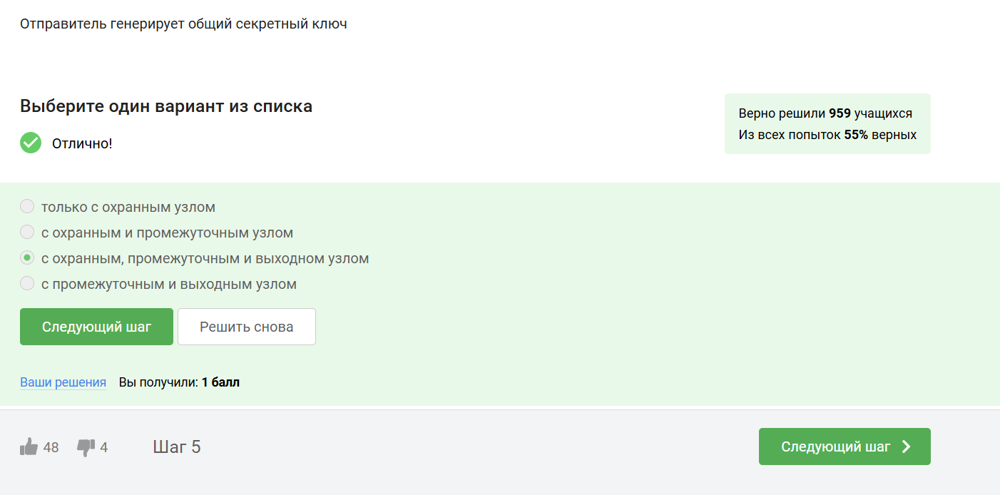 Отправитель генерирует общий секретный ключ
Выберите один вариант из списка
Верно решили 959 учащихся
Из всех попыток 55% верных
Отлично!
только с охранным узлом
с охранным и промежуточным узлом
с охранным, промежуточным и выходном узлом
с промежуточным и выходным узлом
Следующий шаг
Решить снова
Ваши решения
Вы получили: 1 балл
48
4
Шаг 5
Следующий шаг